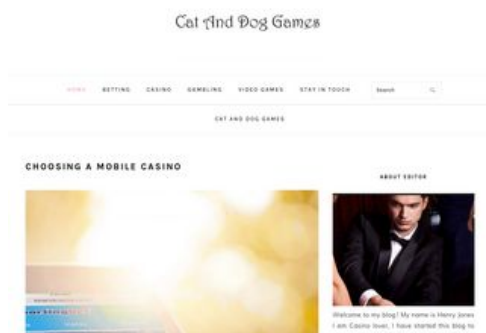 Cat And Dog Games
HOME BETTING CASINO GAMBLING VIDEO GAMES STAY IN TOUCH Search
CAT AND DOG GAMES
CHOOSING A MOBILE CASINO
ABOUT EDITOR
Welcome to my blog! My name is Henry Jones
I am Casino lover, I have started this blog to